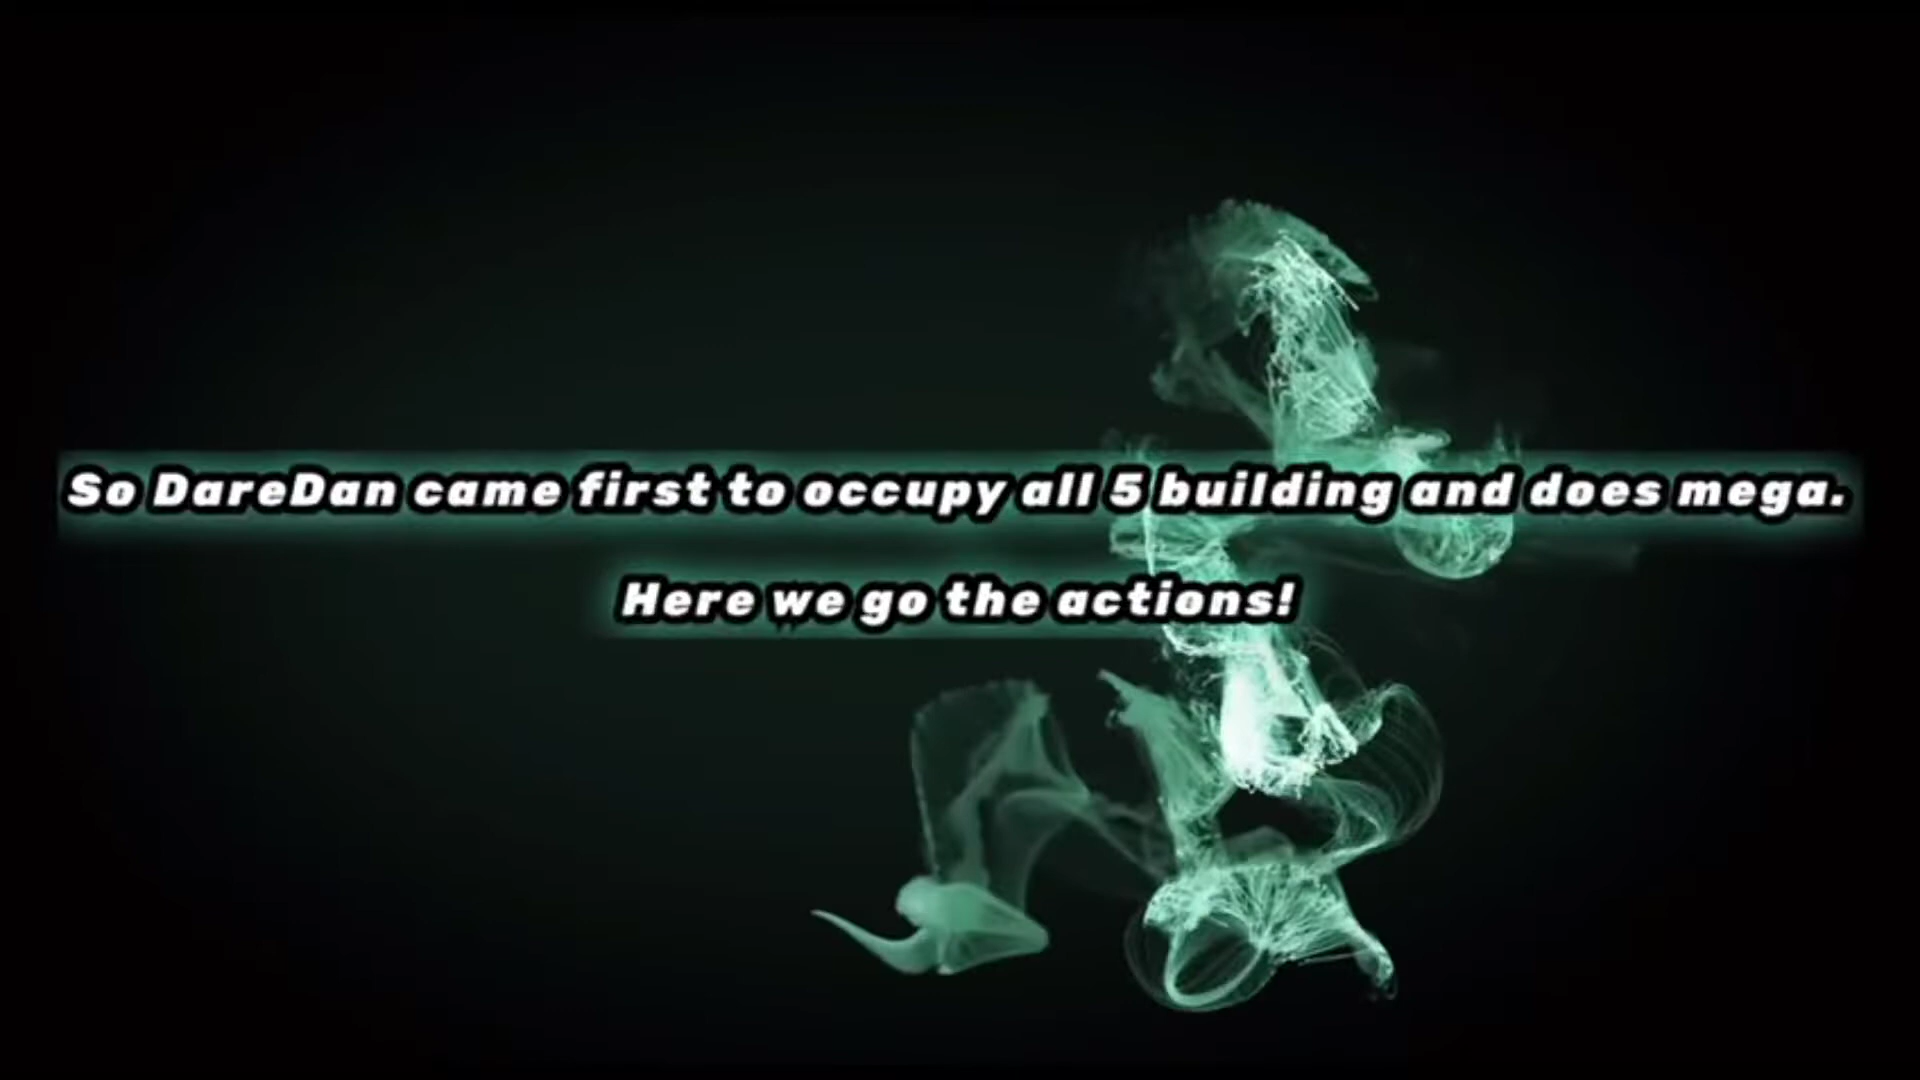 So DareDan came first to occupy all 5 building and does mega.
Here we go the actions!